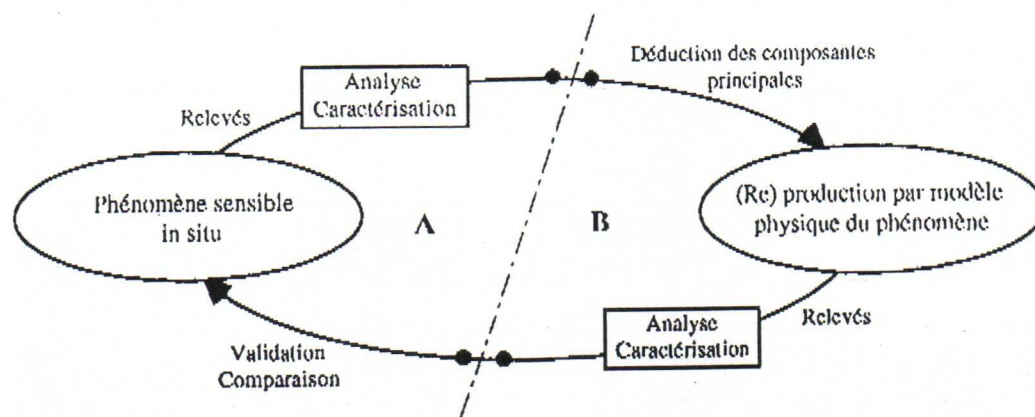 Déduction des composantes
principales
Analyse
Caractérisation
Relevés
Phénomène sensible
in situ
A
B
(Re) production par modèle
physique du phénomène
Relevés
Analyse
Caractérisation
Validation
Comparaison